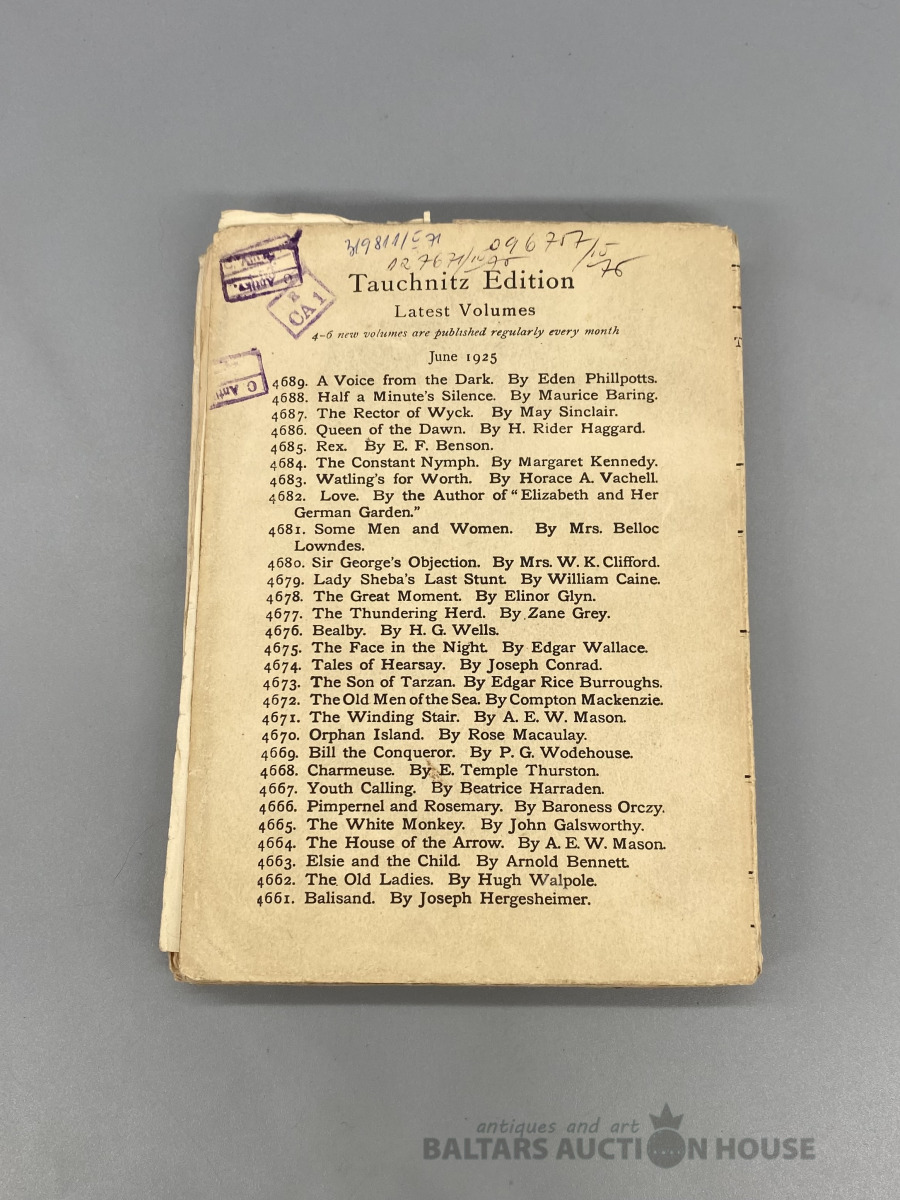 319811/C 71
096757/15
76
Tauchnitz Edition
Latest Volumes
4-6 new volumes are published regularly every month
June 1925
4689. A Voice from the Dark. By Eden Phillpotts.
4688. Half a Minute's Silence. By Maurice Baring.
4687. The Rector of Wyck. By May Sinclair.
4686. Queen of the Dawn. By H. Rider Haggard.
4685. Rex. By E. F. Benson.
4684. The Constant Nymph. By Margaret Kennedy.
4683. Watling's for Worth. By Horace A. Vachell.
4682. Love. By the Author of "Elizabeth and Her
German Garden."
4681. Some Men and Women. By Mrs. Belloc
Lowndes.
4680. Sir George's Objection. By Mrs. W. K. Clifford.
4679. Lady Sheba's Last Stunt. By William Caine.
4678. The Great Moment. By Elinor Glyn.
4677. The Thundering Herd. By Zane Grey.
4676. Bealby. By H. G. Wells.
4675. The Face in the Night. By Edgar Wallace.
4674. Tales of Hearsay. By Joseph Conrad.
4673. The Son of Tarzan. By Edgar Rice Burroughs.
4672. The Old Men of the Sea. By Compton Mackenzie.
4671. The Winding Stair. By A. E. W. Mason.
4670. Orphan Island. By Rose Macaulay.
4669. Bill the Conqueror. By P. G. Wodehouse.
4668. Charmeuse. By E. Temple Thurston.
4667. Youth Calling. By Beatrice Harraden.
4666. Pimpernel and Rosemary. By Baroness Orczy.
4665. The White Monkey. By John Galsworthy.
4664. The House of the Arrow. By A. E. W. Mason.
4663. Elsie and the Child. By Arnold Bennett.
4662. The Old Ladies. By Hugh Walpole.
4661. Balisand. By Joseph Hergesheimer.
CA 1
antiques and art
BALTARS AUCTION HOUSE